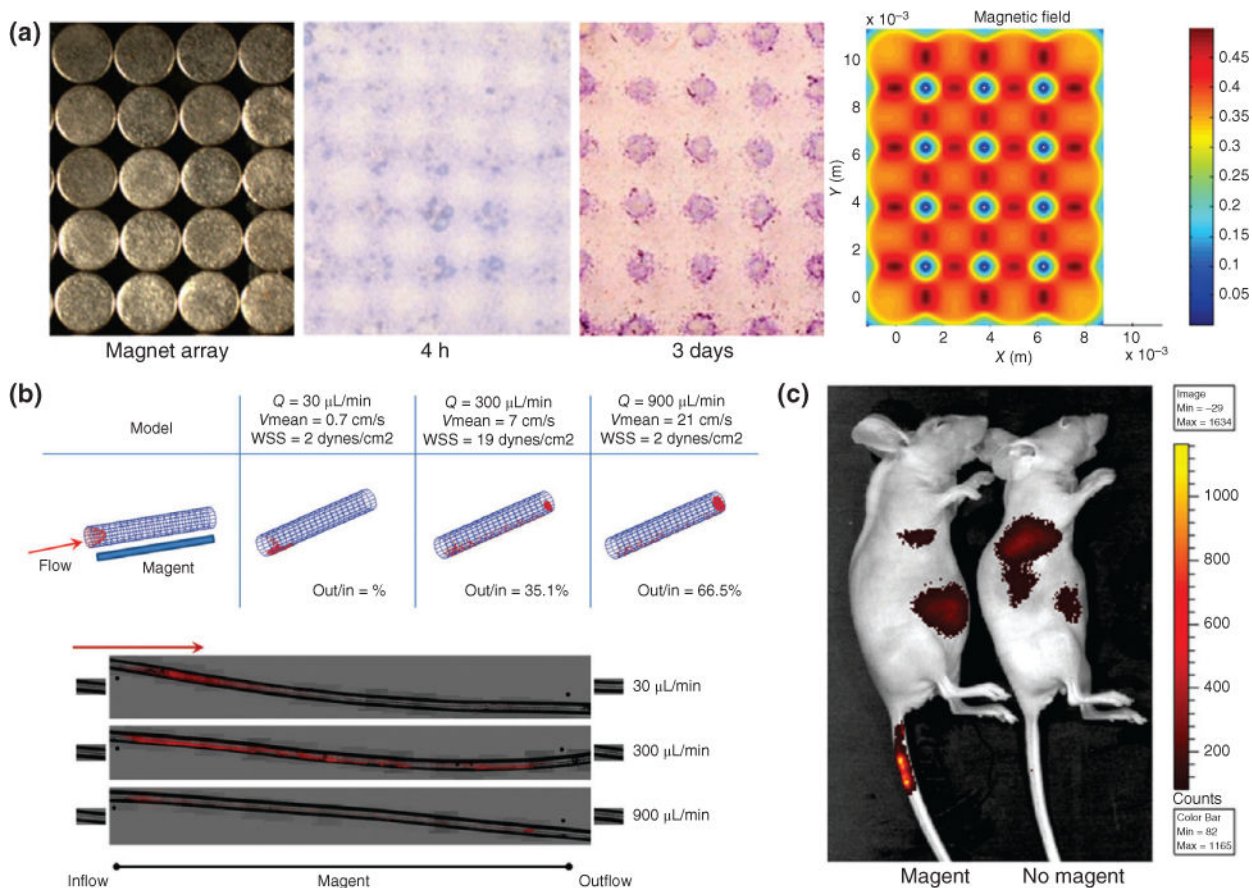 (a)
Magnet array
4 h
3 days
× 10⁻³
Magnetic field
10
8
6
4
2
0
Y (m)
0
2
4
6
8
10
X (m)
× 10⁻³
0.45
0.4
0.35
0.3
0.25
0.2
0.15
0.1
0.05
(b)
Model
Q = 30 μL/min
Vmean = 0.7 cm/s
WSS = 2 dynes/cm2
Q = 300 μL/min
Vmean = 7 cm/s
WSS = 19 dynes/cm2
Q = 900 μL/min
Vmean = 21 cm/s
WSS = 2 dynes/cm2
Flow
Magent
Out/in = %
Out/in = 35.1%
Out/in = 66.5%
30 μL/min
300 μL/min
900 μL/min
Inflow
Magent
Outflow
(c)
Image
Min = −29
Max = 1634
1000
800
600
400
200
Counts
Color Bar
Min = 82
Max = 1165
Magent
No magent